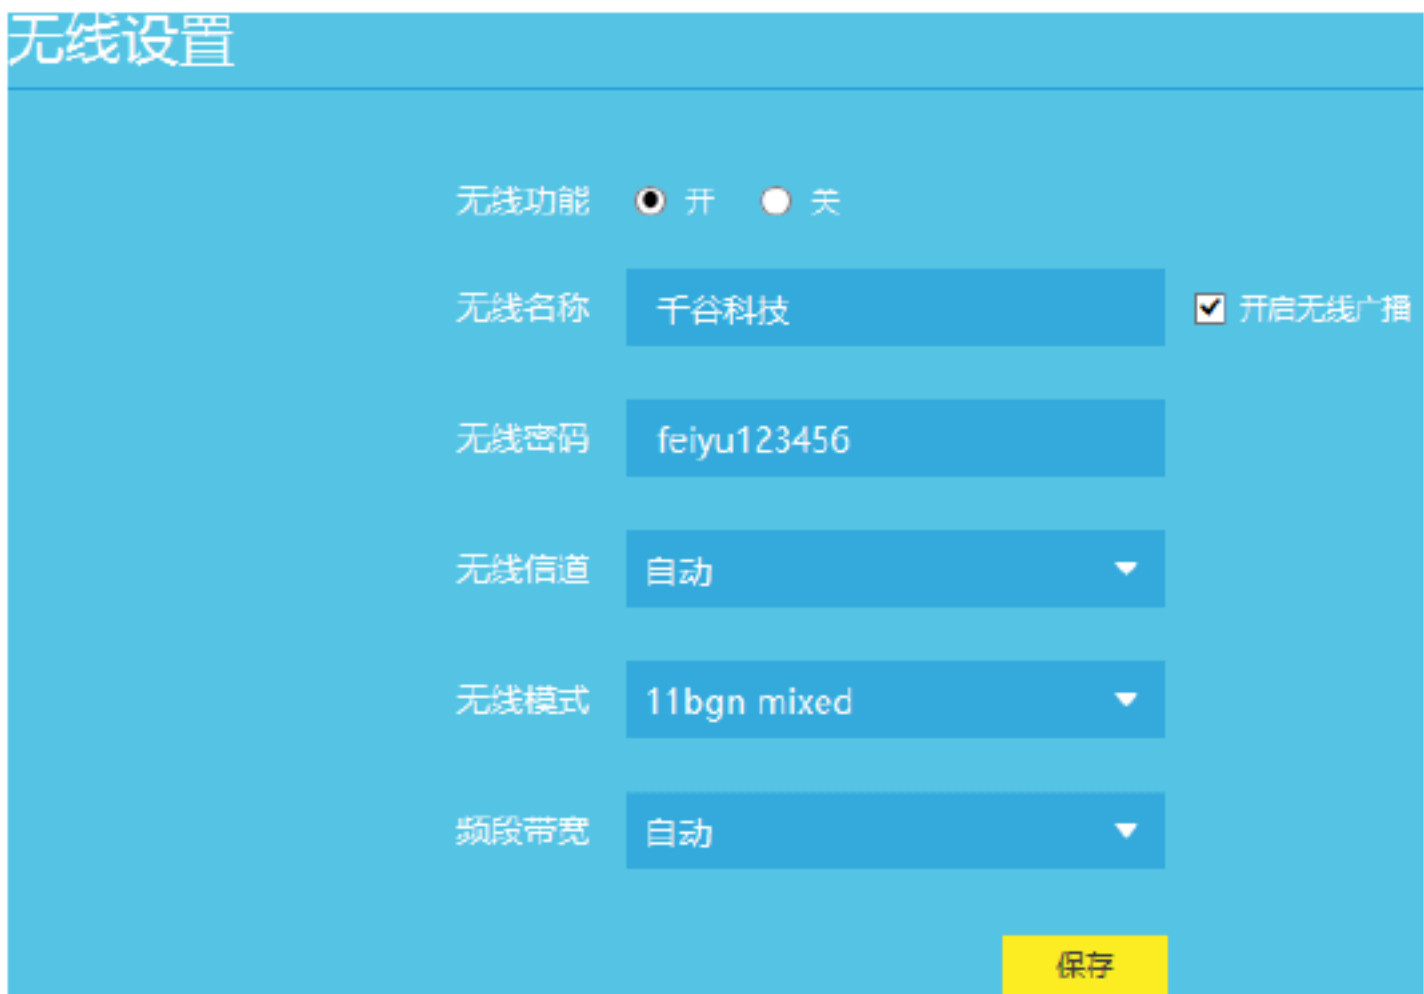 无线设置
无线功能 开 关
无线名称 千谷科技 开启无线广播
无线密码 feiyu123456
无线信道 自动
无线模式 11bgn mixed
频段带宽 自动
保存